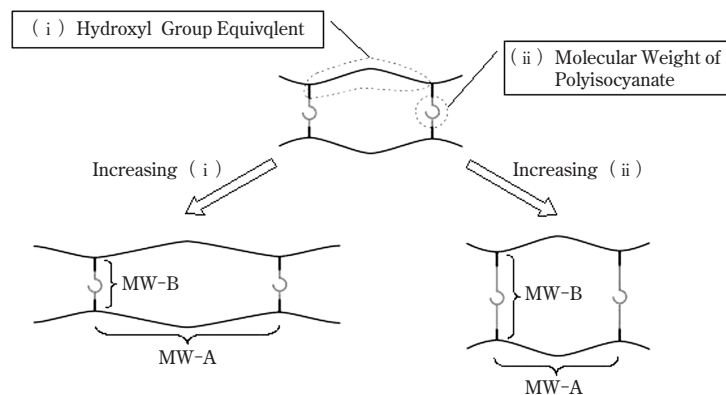 (i) Hydroxyl Group Equivqlent
(ii) Molecular Weight of
Polyisocyanate
Increasing (i)
Increasing (ii)
MW-B
MW-A
MW-B
MW-A